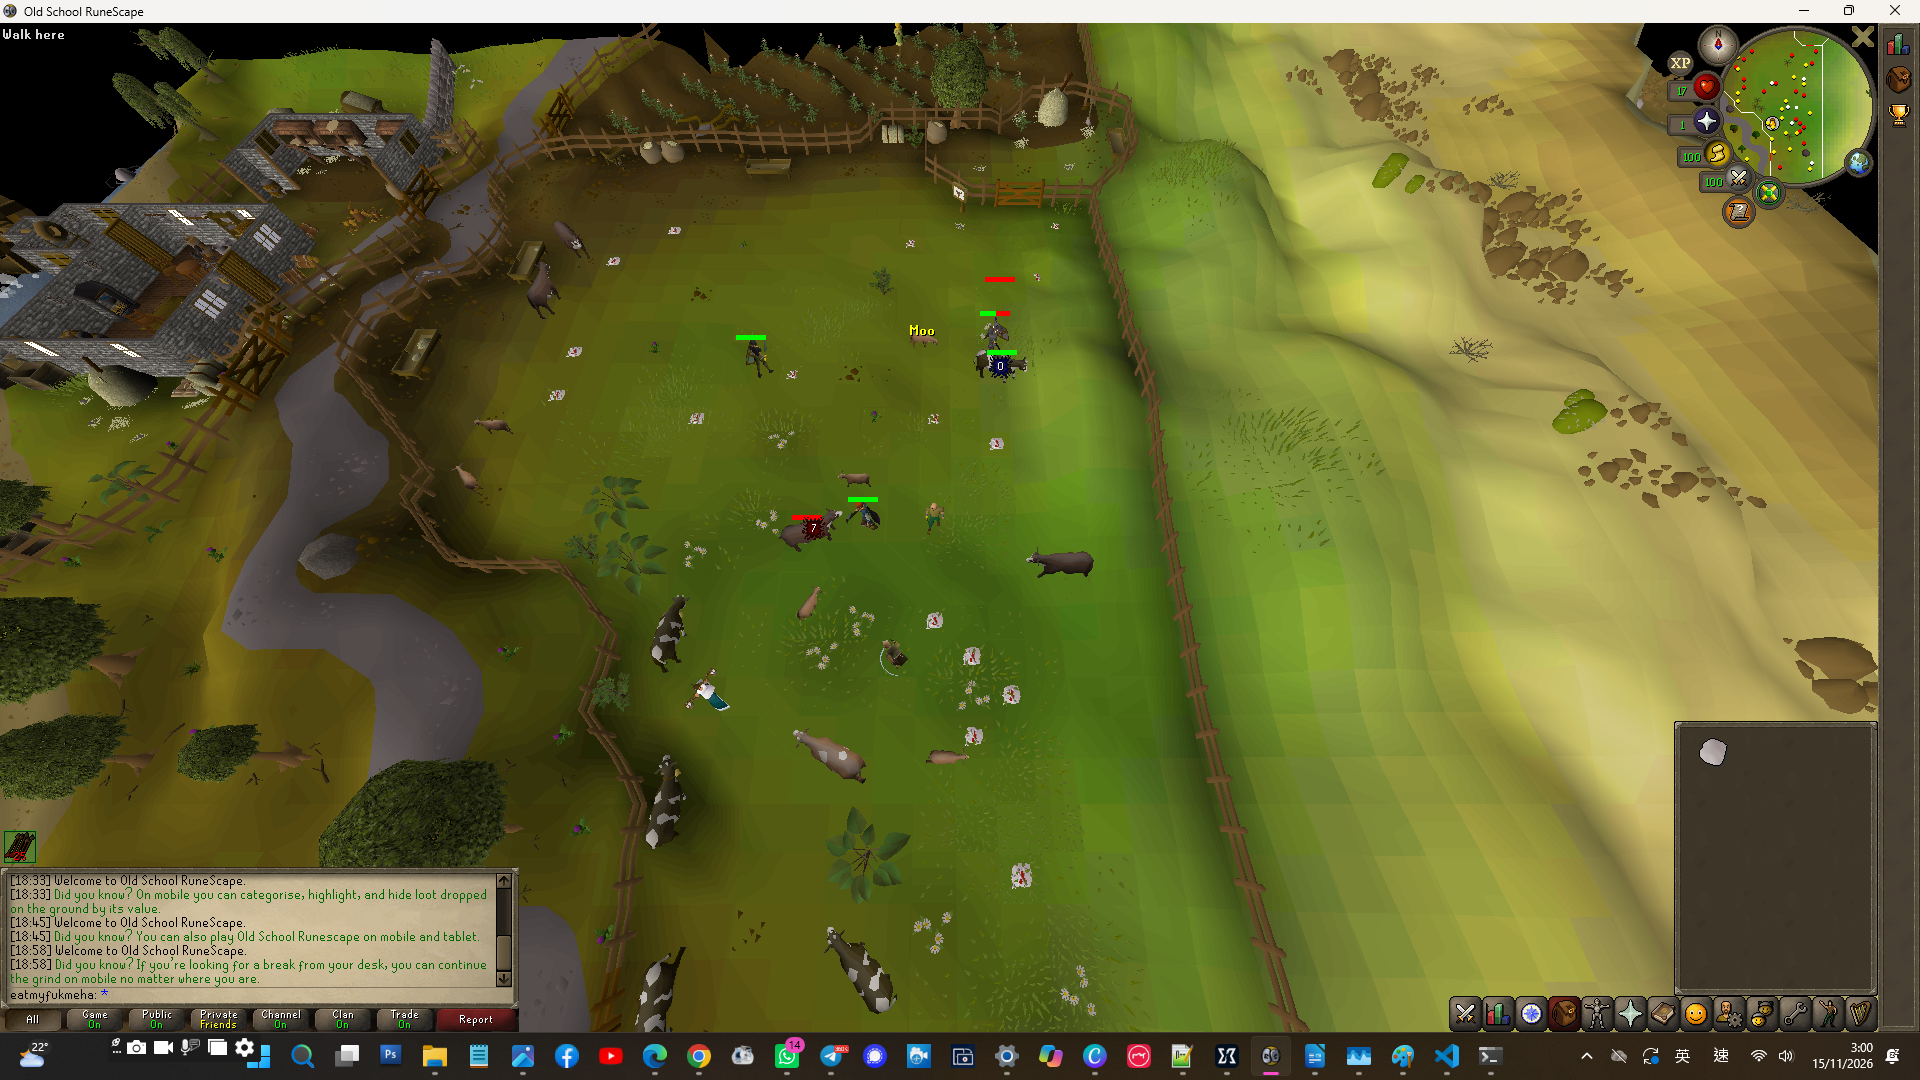 Old School RuneScape
Walk here
N
XP
17
1
100
100
Moo
0
7
[18:33] Welcome to Old School RuneScape.
[18:33] Did you know? On mobile you can categorise, highlight, and hide loot dropped
on the ground by its value.
[18:45] Welcome to Old School RuneScape.
[18:45] Did you know? You can also play Old School Runescape on mobile and tablet.
[18:58] Welcome to Old School RuneScape.
[18:58] Did you know? If you're looking for a break from your desk, you can continue
the grind on mobile no matter where you are.
eatmyfukmeha: *
All
Game
On
Public
On
Private
Friends
Channel
On
Clan
On
Trade
On
Report
22°
Ps
14
英
速
3:00
15/11/2026